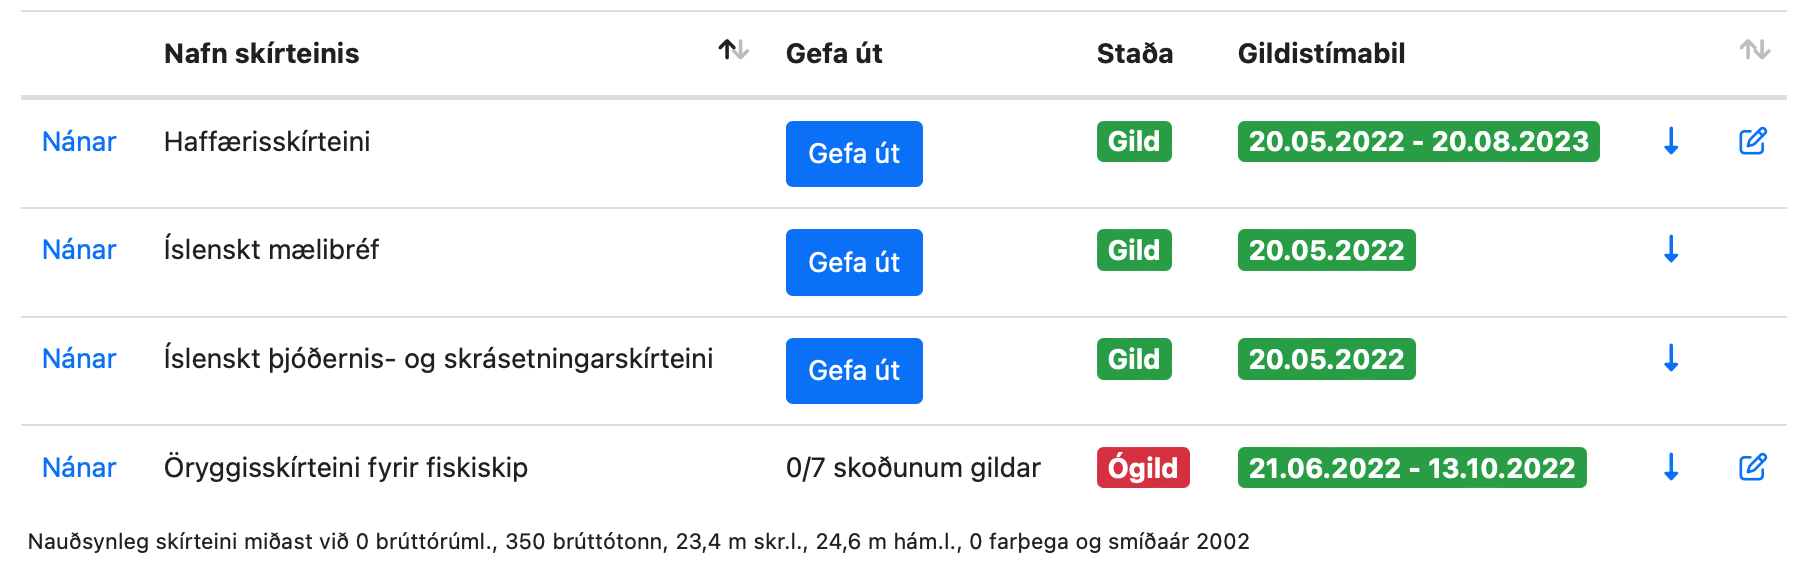 Nafn skírteinis Gefa út Staða Gildistímabil
Nánar Haffærisskírteini Gefa út Gild 20.05.2022 - 20.08.2023
Nánar Íslenskt mælibréf Gefa út Gild 20.05.2022
Nánar Íslenskt þjóðernis- og skrásetningarskírteini Gefa út Gild 20.05.2022
Nánar Öryggisskírteini fyrir fiskiskip 0/7 skoðunum gildar Ógild 21.06.2022 - 13.10.2022
Nauðsynleg skírteini miðast við 0 brúttórúml., 350 brúttótonn, 23,4 m skr.l., 24,6 m hám.l., 0 farþega og smíðaár 2002